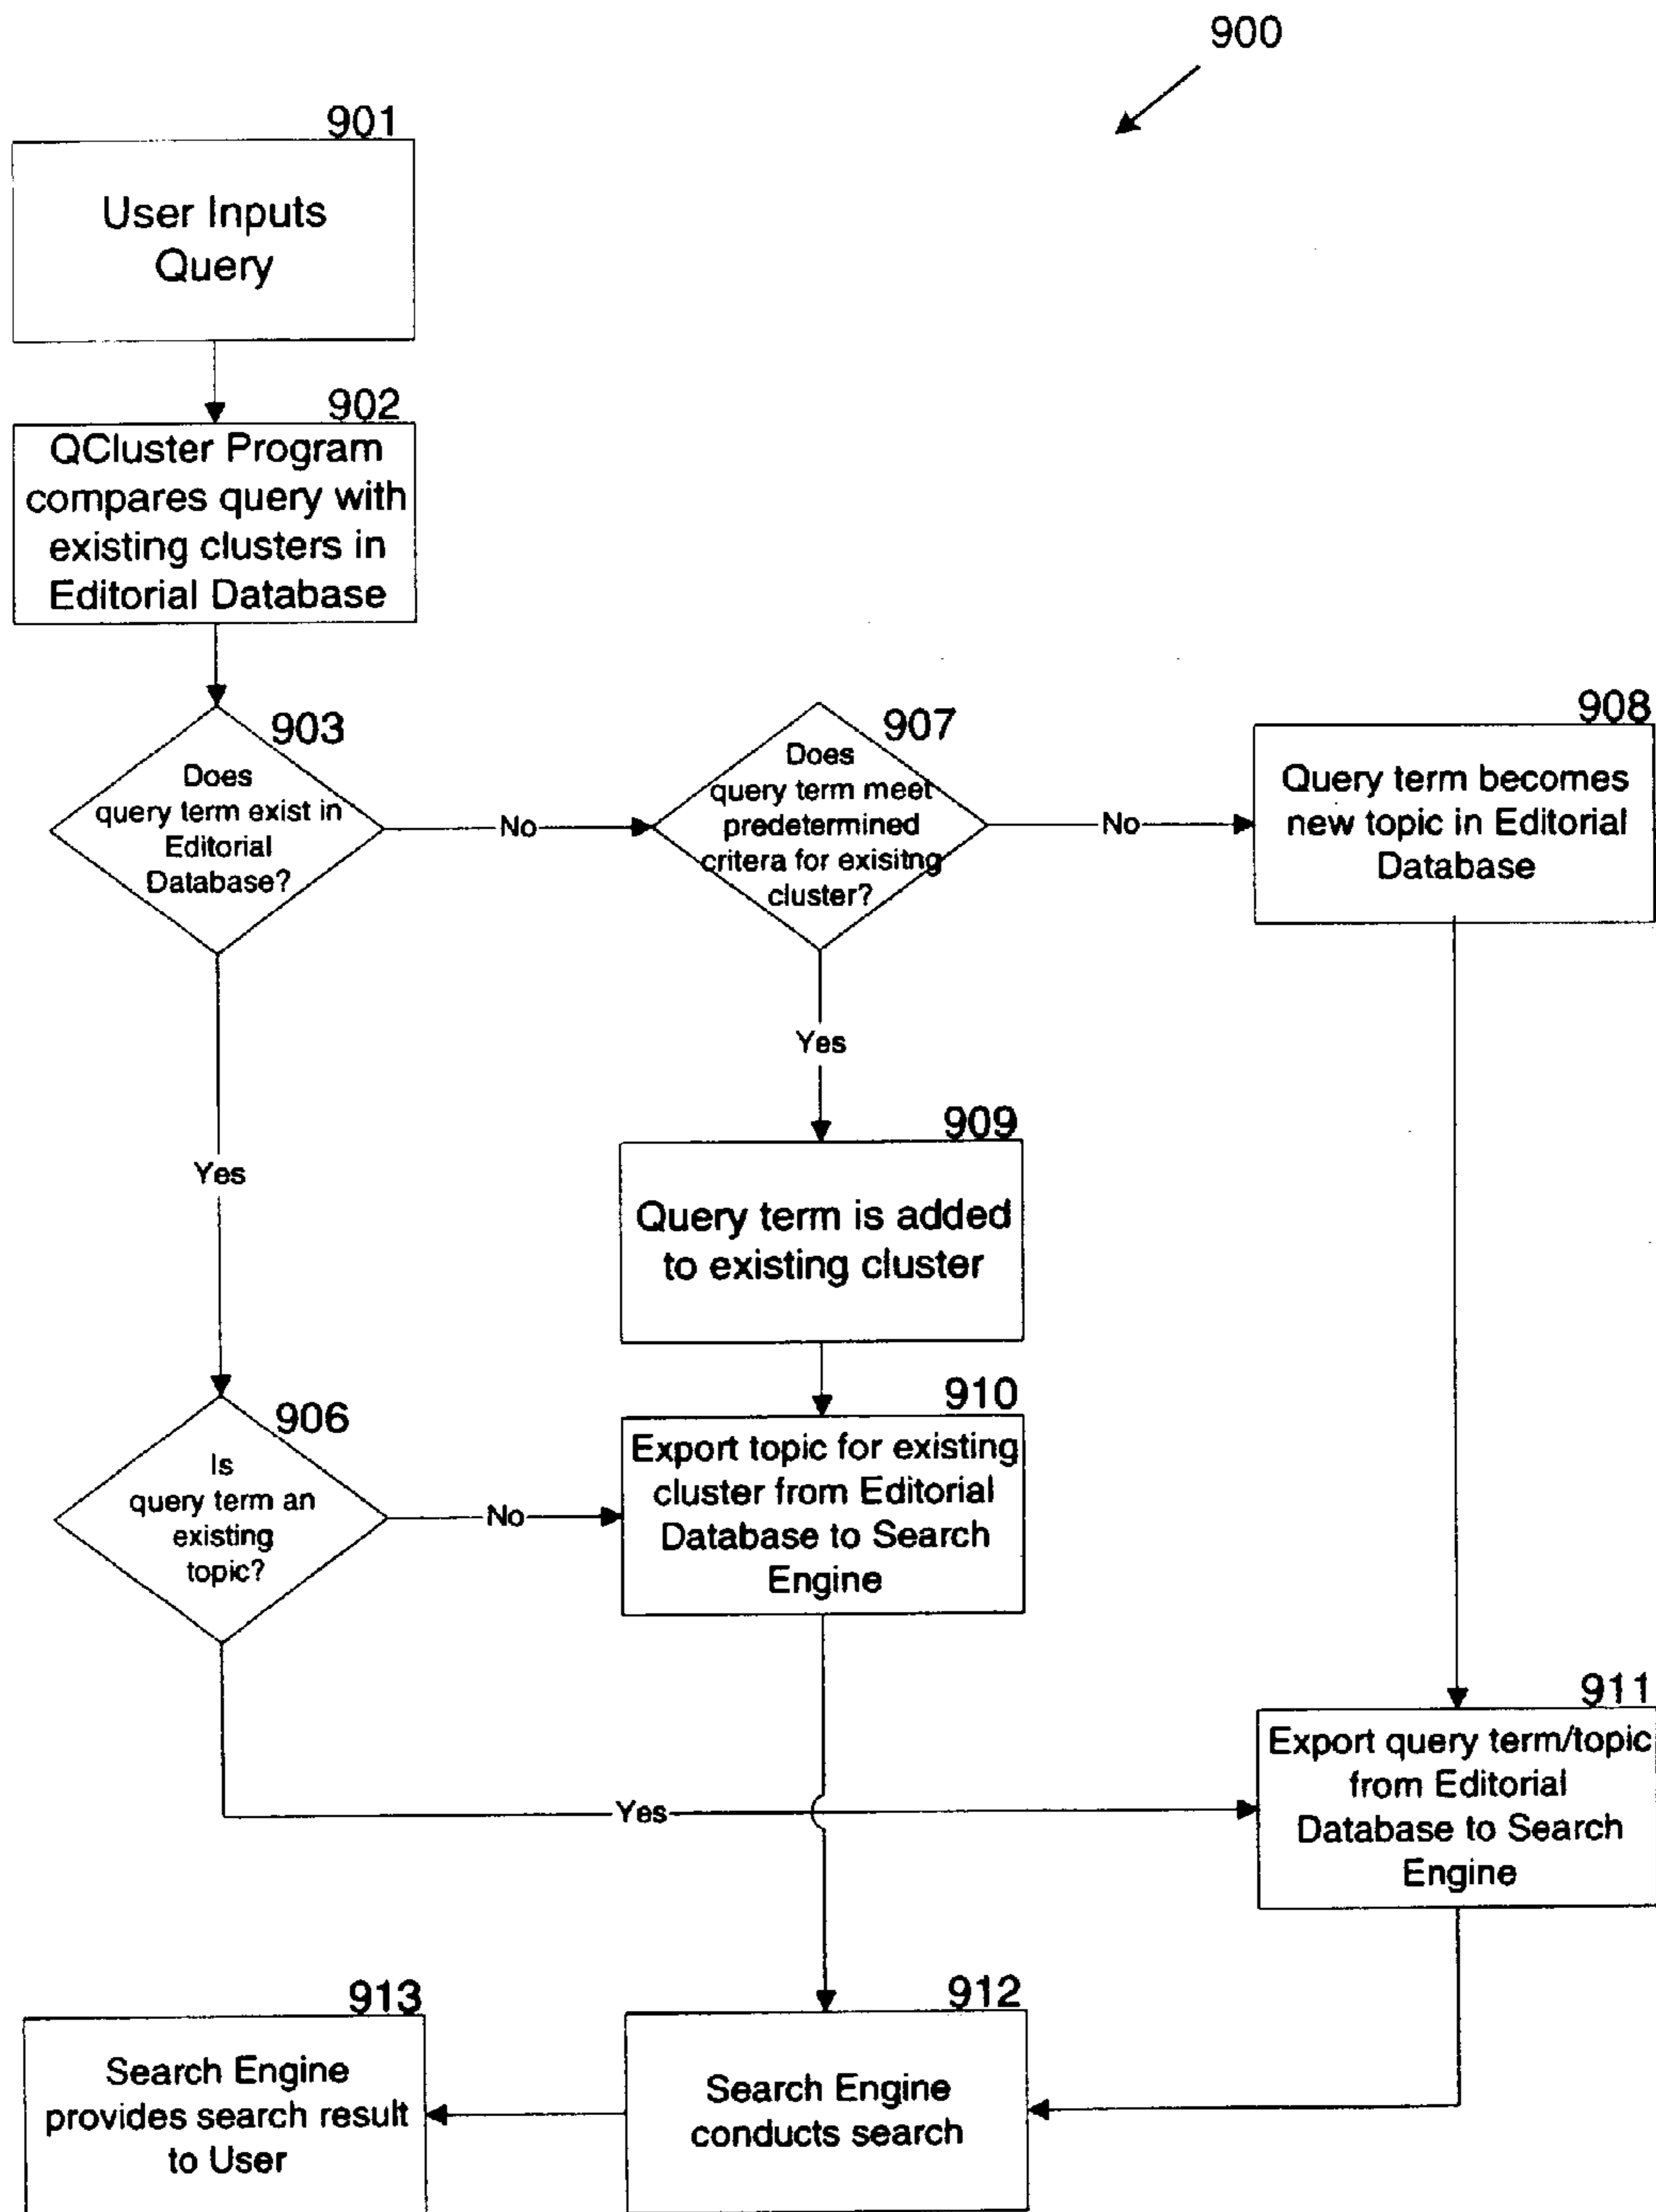 900
901
User Inputs
Query
902
QCluster Program
compares query with
existing clusters in
Editorial Database
903
Does
query term exist in
Editorial
Database?
No
907
Does
query term meet
predetermined
critera for exisitng
cluster?
No
908
Query term becomes
new topic in Editorial
Database
Yes
Yes
909
Query term is added
to existing cluster
906
Is
query term an
existing
topic?
No
910
Export topic for existing
cluster from Editorial
Database to Search
Engine
Yes
911
Export query term/topic
from Editorial
Database to Search
Engine
912
Search Engine
conducts search
913
Search Engine
provides search result
to User